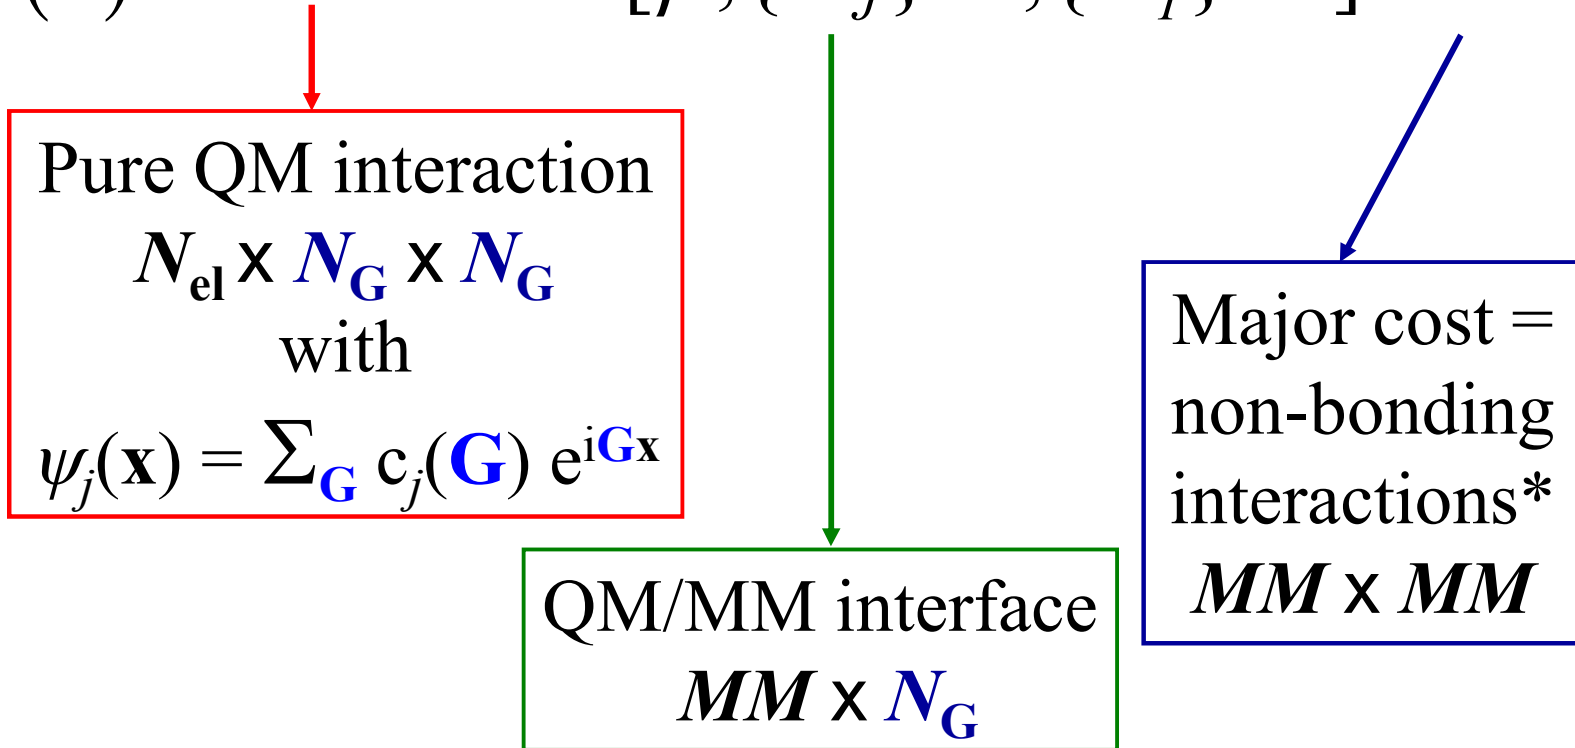 Pure QM interaction
Nel x NG x NG
with
ψj(x) = ΣG cj(G) eiGx
Major cost =
non-bonding
interactions*
MM x MM
QM/MM interface
MM x NG